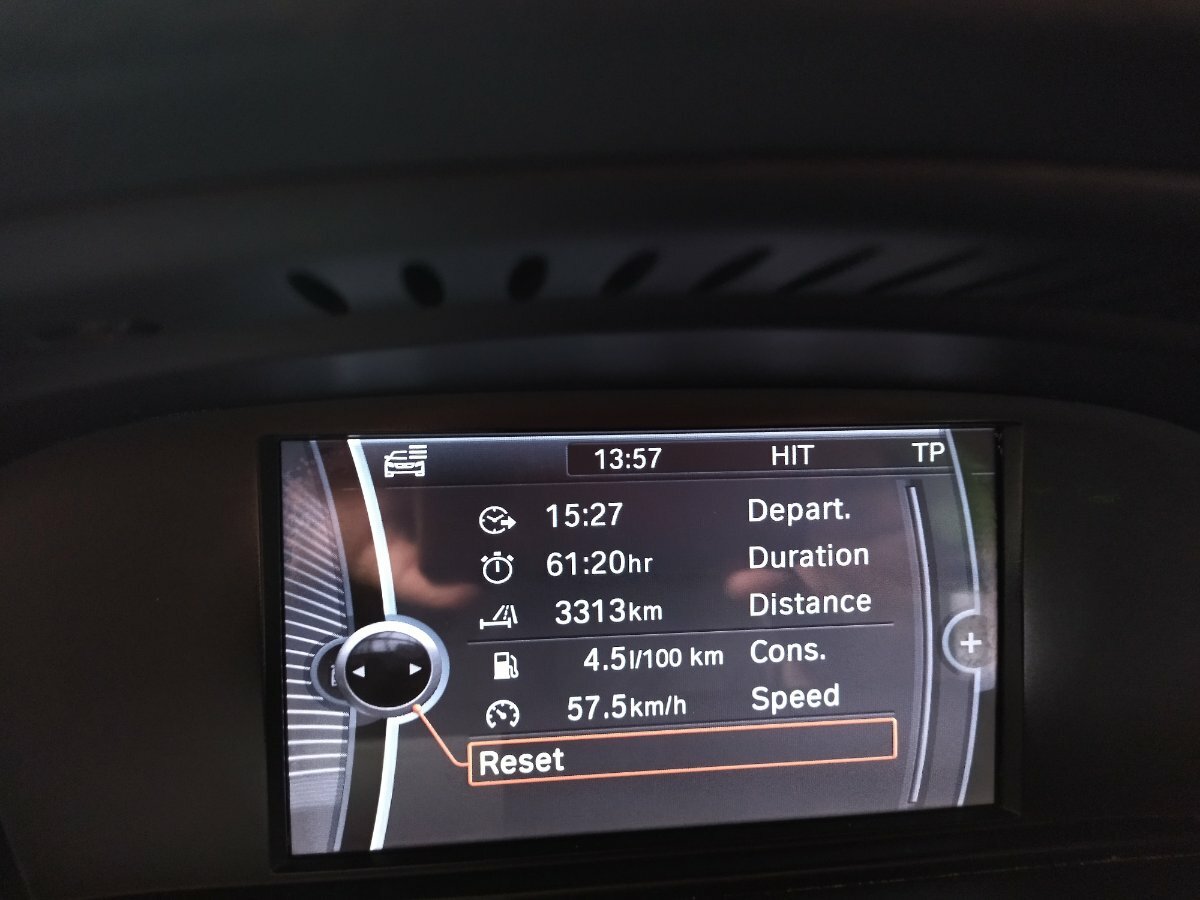 13:57 HIT TP
15:27 Depart.
61:20hr Duration
3313km Distance
4.5l/100 km Cons.
57.5km/h Speed
Reset